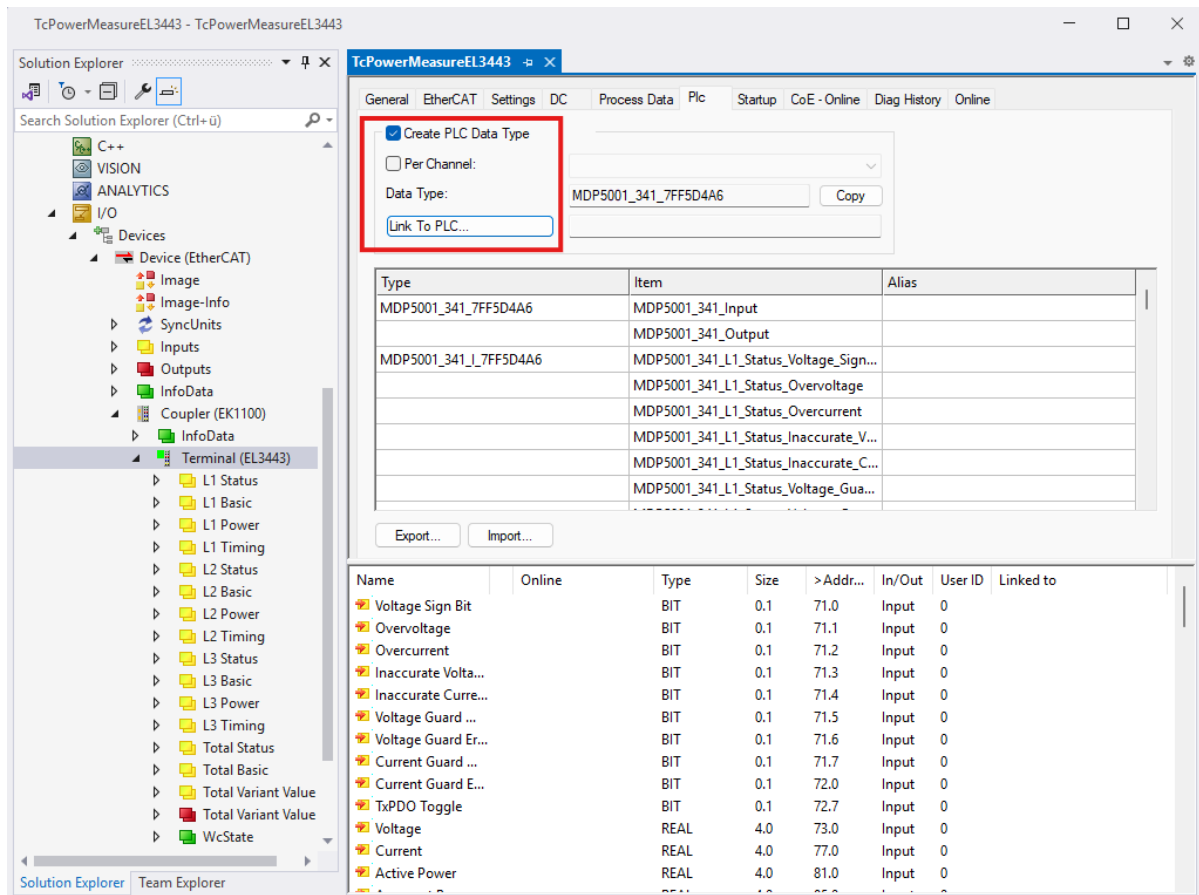 TcPowerMeasureEL3443 - TcPowerMeasureEL3443
Solution Explorer
Search Solution Explorer (Ctrl+ü)
C++
VISION
ANALYTICS
I/O
Devices
Device (EtherCAT)
Image
Image-Info
SyncUnits
Inputs
Outputs
InfoData
Coupler (EK1100)
InfoData
Terminal (EL3443)
L1 Status
L1 Basic
L1 Power
L1 Timing
L2 Status
L2 Basic
L2 Power
L2 Timing
L3 Status
L3 Basic
L3 Power
L3 Timing
Total Status
Total Basic
Total Variant Value
Total Variant Value
WcState
Solution Explorer Team Explorer
TcPowerMeasureEL3443
General EtherCAT Settings DC Process Data Plc Startup CoE - Online Diag History Online
Create PLC Data Type
Per Channel:
Data Type: MDP5001_341_7FF5D4A6 Copy
Link To PLC...
Type Item Alias
MDP5001_341_7FF5D4A6 MDP5001_341_Input
MDP5001_341_Output
MDP5001_341_I_7FF5D4A6 MDP5001_341_L1_Status_Voltage_Sign...
MDP5001_341_L1_Status_Overvoltage
MDP5001_341_L1_Status_Overcurrent
MDP5001_341_L1_Status_Inaccurate_V...
MDP5001_341_L1_Status_Inaccurate_C...
MDP5001_341_L1_Status_Voltage_Gua...
Export... Import...
Name Online Type Size >Addr... In/Out User ID Linked to
Voltage Sign Bit BIT 0.1 71.0 Input 0
Overvoltage BIT 0.1 71.1 Input 0
Overcurrent BIT 0.1 71.2 Input 0
Inaccurate Volta... BIT 0.1 71.3 Input 0
Inaccurate Curre... BIT 0.1 71.4 Input 0
Voltage Guard ... BIT 0.1 71.5 Input 0
Voltage Guard Er... BIT 0.1 71.6 Input 0
Current Guard ... BIT 0.1 71.7 Input 0
Current Guard E... BIT 0.1 72.0 Input 0
TxPDO Toggle BIT 0.1 72.7 Input 0
Voltage REAL 4.0 73.0 Input 0
Current REAL 4.0 77.0 Input 0
Active Power REAL 4.0 81.0 Input 0